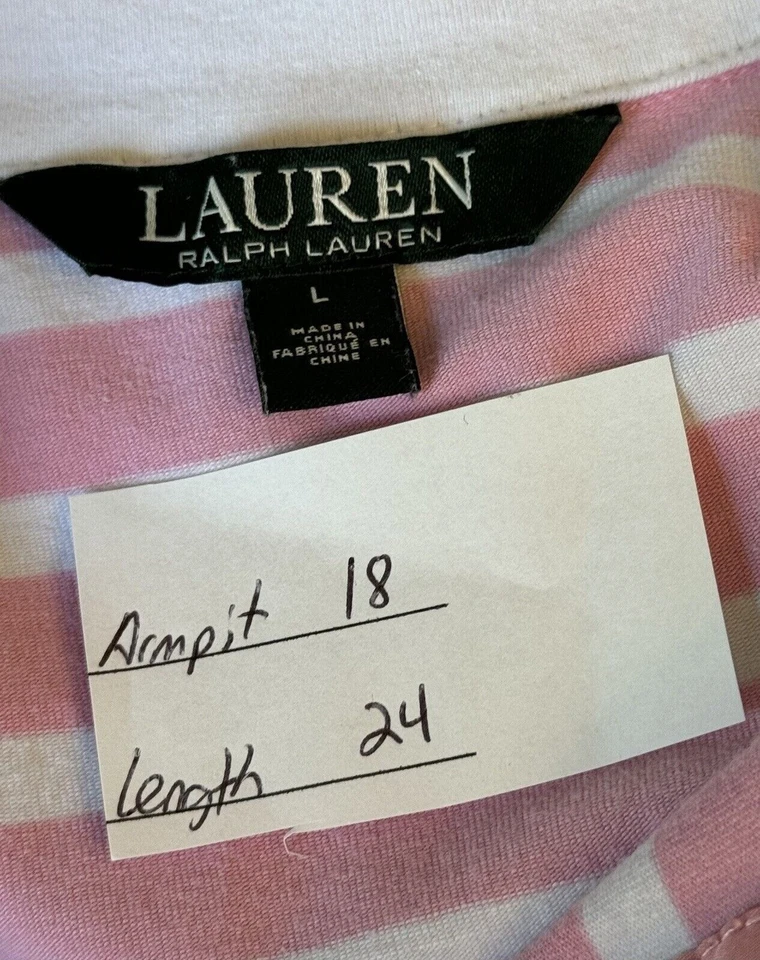 LAUREN
RALPH LAUREN
L
MADE IN
CHINA
FABRIQUÉ EN
CHINE
Armpit 18
Length 24